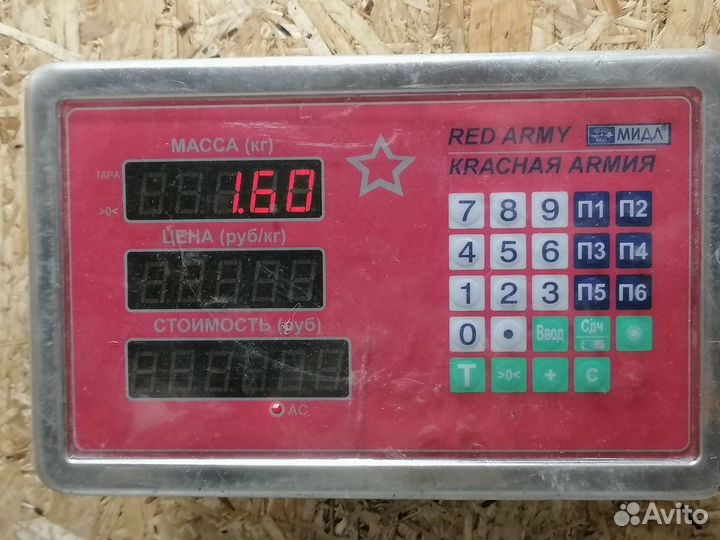 МАССА (кг)
ТАРА
>0<
1.60
ЦЕНА (руб/кг)
СТОИМОСТЬ (руб)
AC
RED ARMY МИДЛ
КRАСНАЯ АRМИЯ
7 8 9 П1 П2
4 5 6 П3 П4
1 2 3 П5 П6
0 • Ввод Сдч
T >0< + C
Avito